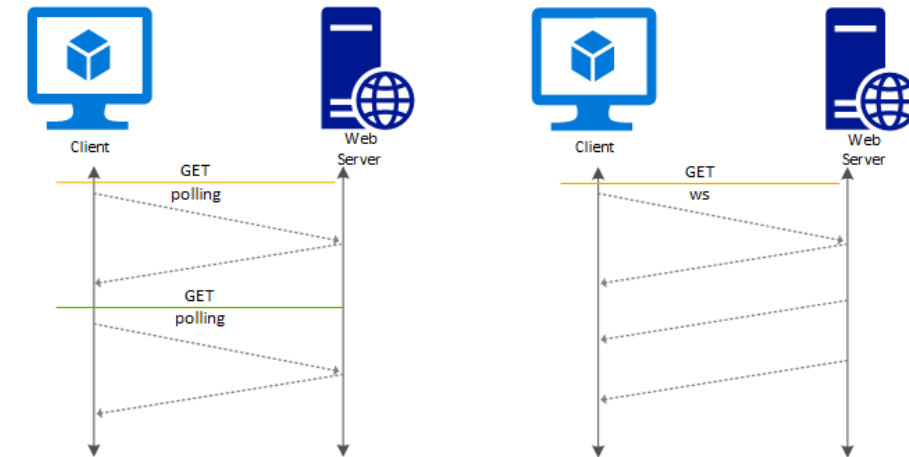 Client
Web
Server
GET
polling
GET
polling
Client
Web
Server
GET
ws